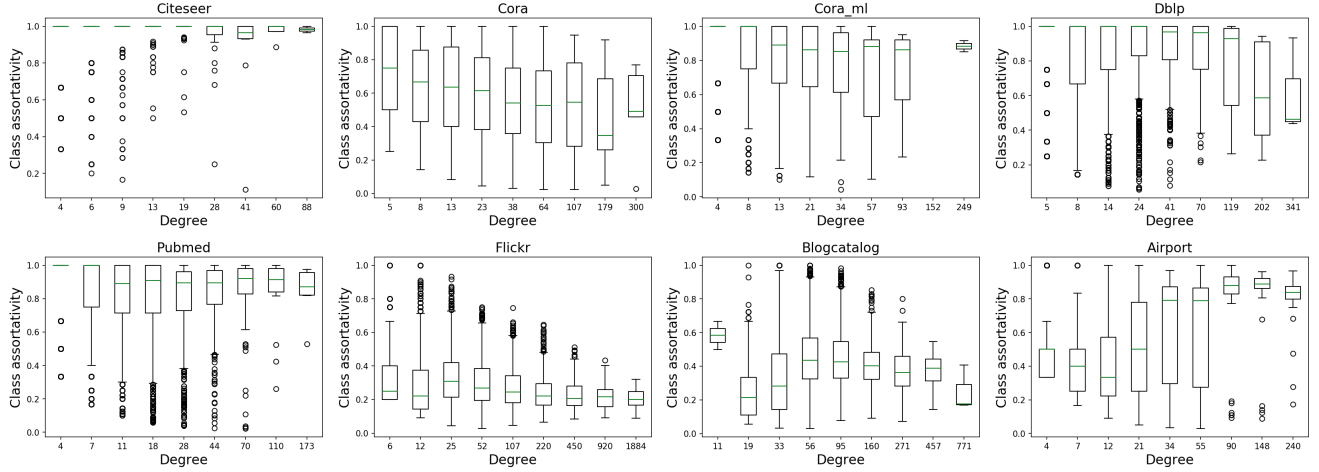 Citeseer
Class assortativity
1.0
0.8
0.6
0.4
0.2
4 6 9 13 19 28 41 60 88
Degree
Cora
Class assortativity
1.0
0.8
0.6
0.4
0.2
0.0
5 8 13 23 38 64 107 179 300
Degree
Cora_ml
Class assortativity
1.0
0.8
0.6
0.4
0.2
0.0
4 8 13 21 34 57 93 152 249
Degree
Dblp
Class assortativity
1.0
0.8
0.6
0.4
0.2
5 8 14 24 41 70 119 202 341
Degree
Pubmed
Class assortativity
1.0
0.8
0.6
0.4
0.2
0.0
4 7 11 18 28 44 70 110 173
Degree
Flickr
Class assortativity
1.0
0.8
0.6
0.4
0.2
0.0
6 12 25 52 107 220 450 920 1884
Degree
Blogcatalog
Class assortativity
1.0
0.8
0.6
0.4
0.2
0.0
11 19 33 56 95 160 271 457 771
Degree
Airport
Class assortativity
1.0
0.8
0.6
0.4
0.2
0.0
4 7 12 21 34 55 90 148 240
Degree